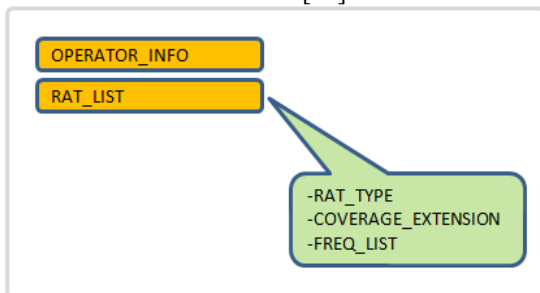 OPERATOR_INFO
RAT_LIST
-RAT_TYPE
-COVERAGE_EXTENSION
-FREQ_LIST